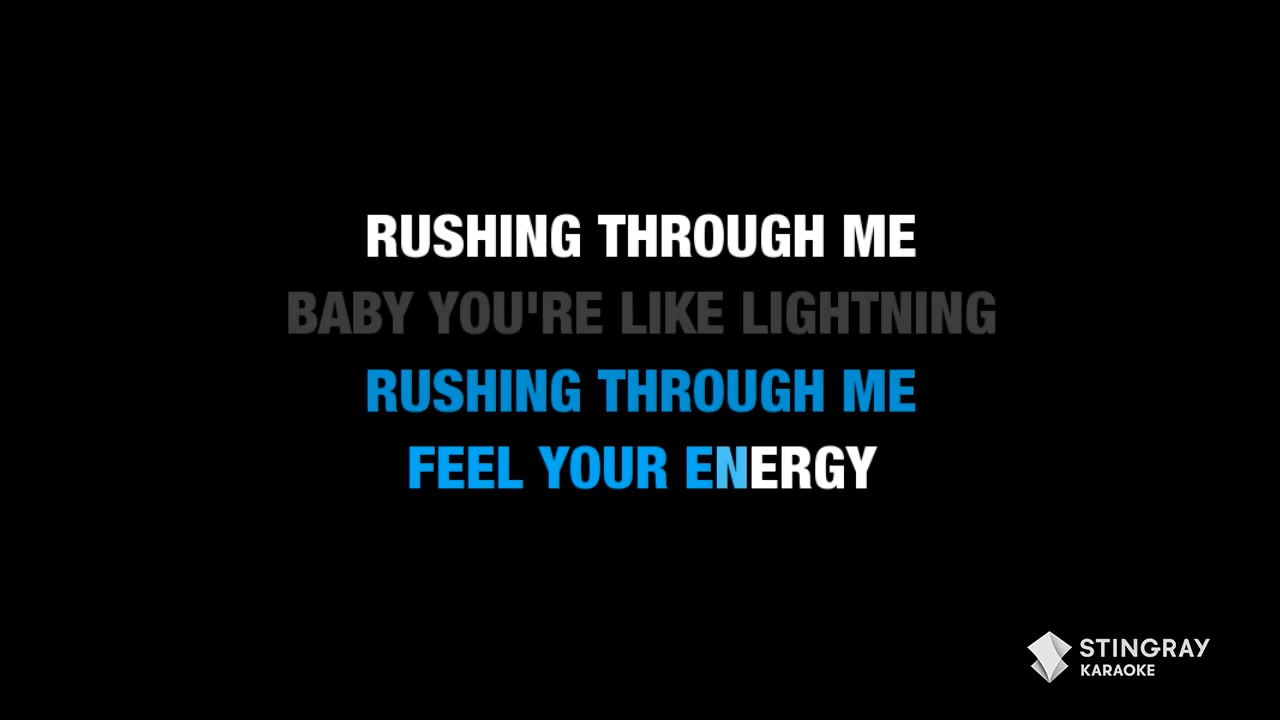 RUSHING THROUGH ME
BABY YOU'RE LIKE LIGHTNING
RUSHING THROUGH ME
FEEL YOUR ENERGY
STINGRAY
KARAOKE